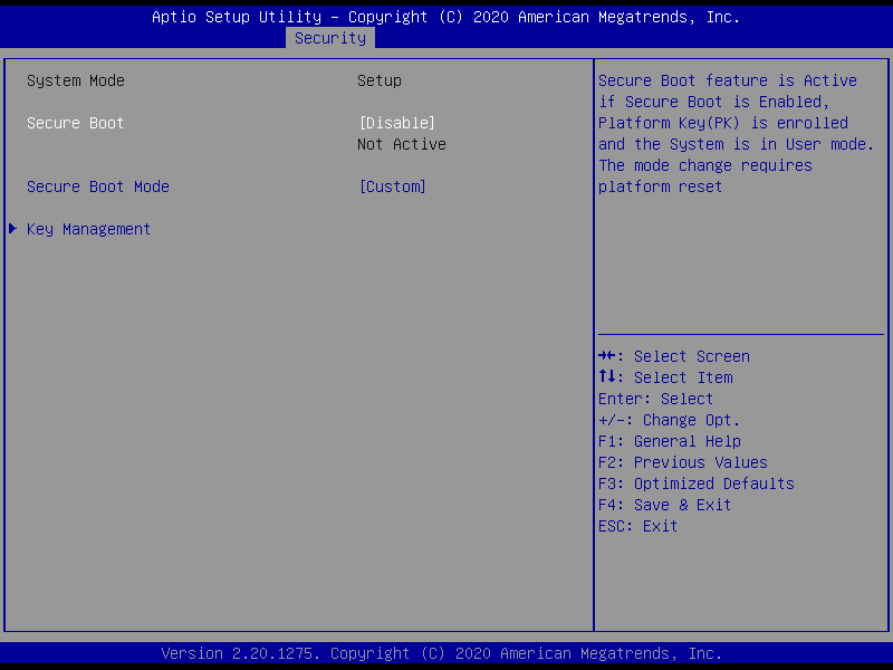 Aptio Setup Utility – Copyright (C) 2020 American Megatrends, Inc.
Security
System Mode Setup
Secure Boot [Disable]
Not Active
Secure Boot Mode [Custom]
Key Management
Secure Boot feature is Active
if Secure Boot is Enabled,
Platform Key(PK) is enrolled
and the System is in User mode.
The mode change requires
platform reset
→←: Select Screen
↑↓: Select Item
Enter: Select
+/-: Change Opt.
F1: General Help
F2: Previous Values
F3: Optimized Defaults
F4: Save & Exit
ESC: Exit
Version 2.20.1275. Copyright (C) 2020 American Megatrends, Inc.